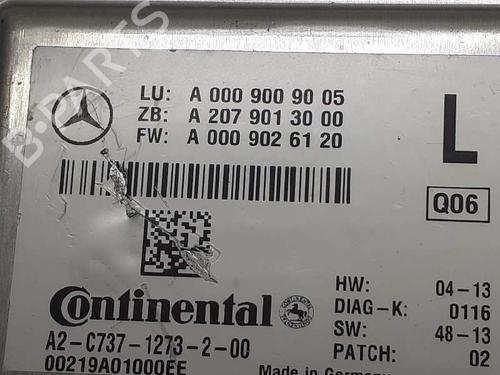 B-PARTS
LU: A 000 900 90 05
ZB: A 207 901 30 00
FW: A 000 902 61 20
L
Q06
Continental
A2-C737-1273-2-00
00219A01000EE
HW: 04-13
DIAG-K: 0116
SW: 48-13
PATCH: 02
Made in Germany